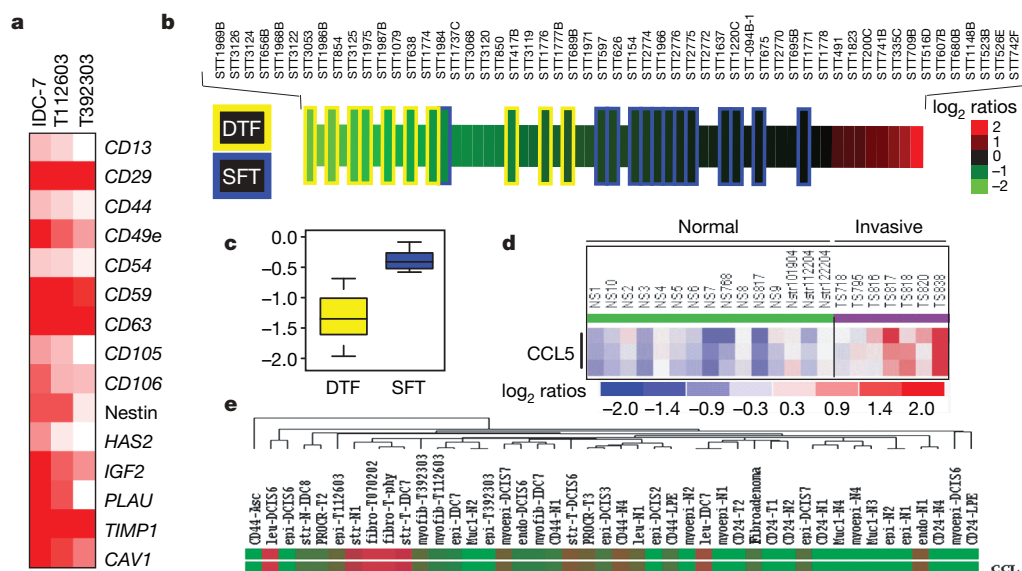 a
IDC-7
T112603
T392303
CD13
CD29
CD44
CD49e
CD54
CD59
CD63
CD105
CD106
Nestin
HAS2
IGF2
PLAU
TIMP1
CAV1
b
STT1969B
STT3126
STT3124
STT656B
STT1968B
STT3122
STT3053
STT1986B
STT854
STT3125
STT1975
STT1987B
STT1079
STT638
STT1774
STT1984
STT1737C
STT3068
STT3120
STT850
STT417B
STT3119
STT1776
STT1777B
STT689B
STT1971
STT597
STT626
STT154
STT2774
STT1966
STT2776
STT2775
STT2772
STT1637
STT1220C
STT-094B-1
STT675
STT2770
STT695B
STT1771
STT1778
STT491
STT1823
STT200C
STT741B
STT335C
STT709B
STT516D
STT607B
STT680B
STT1148B
STT523B
STT526E
STT742F
DTF
SFT
log2 ratios
2
1
0
−1
−2
c
0.0
−0.5
−1.0
−1.5
−2.0
DTF
SFT
d
Normal
Invasive
NS1
NS10
NS2
NS3
NS4
NS5
NS6
NS7
NS768
NS8
NS817
NS9
Nstr101904
Nstr112204
Nstr122204
TS718
TS795
TS816
TS817
TS818
TS820
TS838
CCL5
log2 ratios
−2.0 −1.4 −0.9 −0.3 0.3 0.9 1.4 2.0
e
CD44-Asc
leu-DCIS6
epi-DCIS6
str-N-IDC8
PROCR-T2
epi-T112603
str-N1
fibro-T070202
fibro-T-phy
str-T-IDC7
myofib-T392303
myofib-T112603
epi-IDC7
Muc1-N2
epi-T392303
myoepi-DCIS7
endo-DCIS6
myofib-IDC7
CD44-N1
str-T-DCIS6
PROCR-T3
epi-DCIS3
CD44-N4
leu-N1
epi-DCIS2
CD44-LPE
myoepi-N2
leu-IDC7
CD24-T2
Fibroadenoma
CD24-T1
CD24-N2
epi-DCIS7
CD24-N1
Muc1-N4
myoepi-N4
Muc1-N3
epi-N2
epi-N1
endo-N1
CD24-N4
myoepi-DCIS6
CD24-LPE